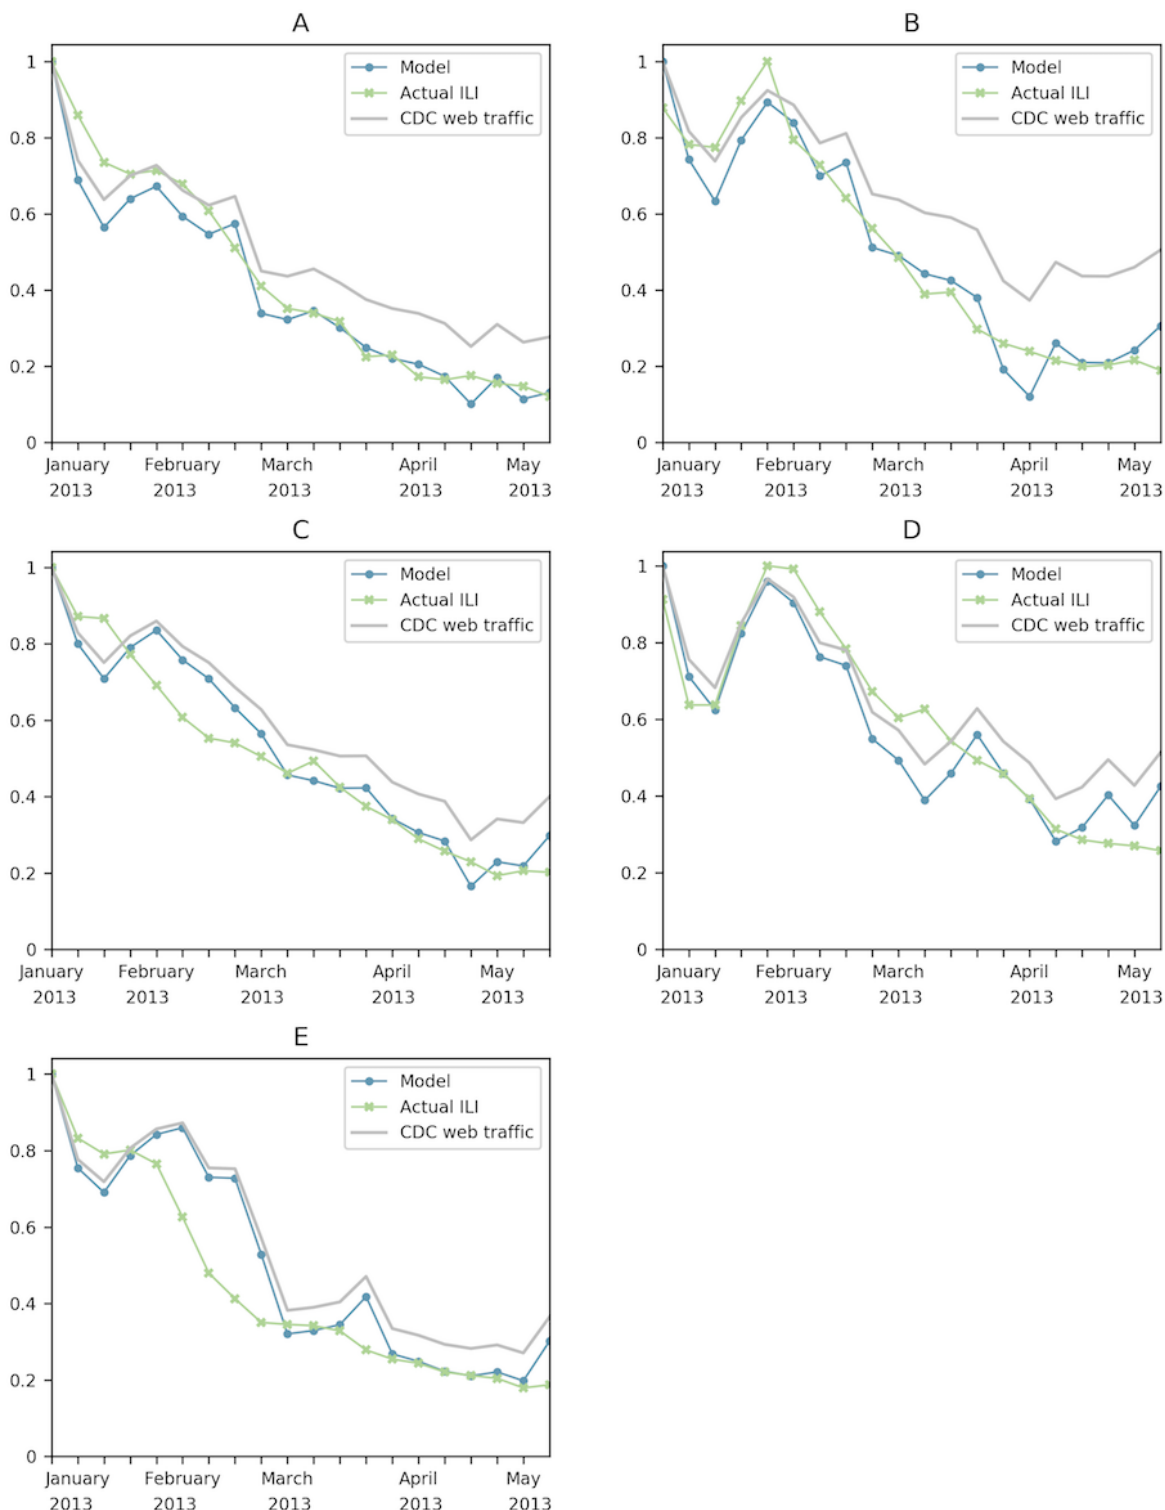 A
1
0.8
0.6
0.4
0.2
0
Model
Actual ILI
CDC web traffic
January 2013
February 2013
March 2013
April 2013
May 2013
B
1
0.8
0.6
0.4
0.2
0
Model
Actual ILI
CDC web traffic
January 2013
February 2013
March 2013
April 2013
May 2013
C
1
0.8
0.6
0.4
0.2
0
Model
Actual ILI
CDC web traffic
January 2013
February 2013
March 2013
April 2013
May 2013
D
1
0.8
0.6
0.4
0.2
0
Model
Actual ILI
CDC web traffic
January 2013
February 2013
March 2013
April 2013
May 2013
E
1
0.8
0.6
0.4
0.2
0
Model
Actual ILI
CDC web traffic
January 2013
February 2013
March 2013
April 2013
May 2013